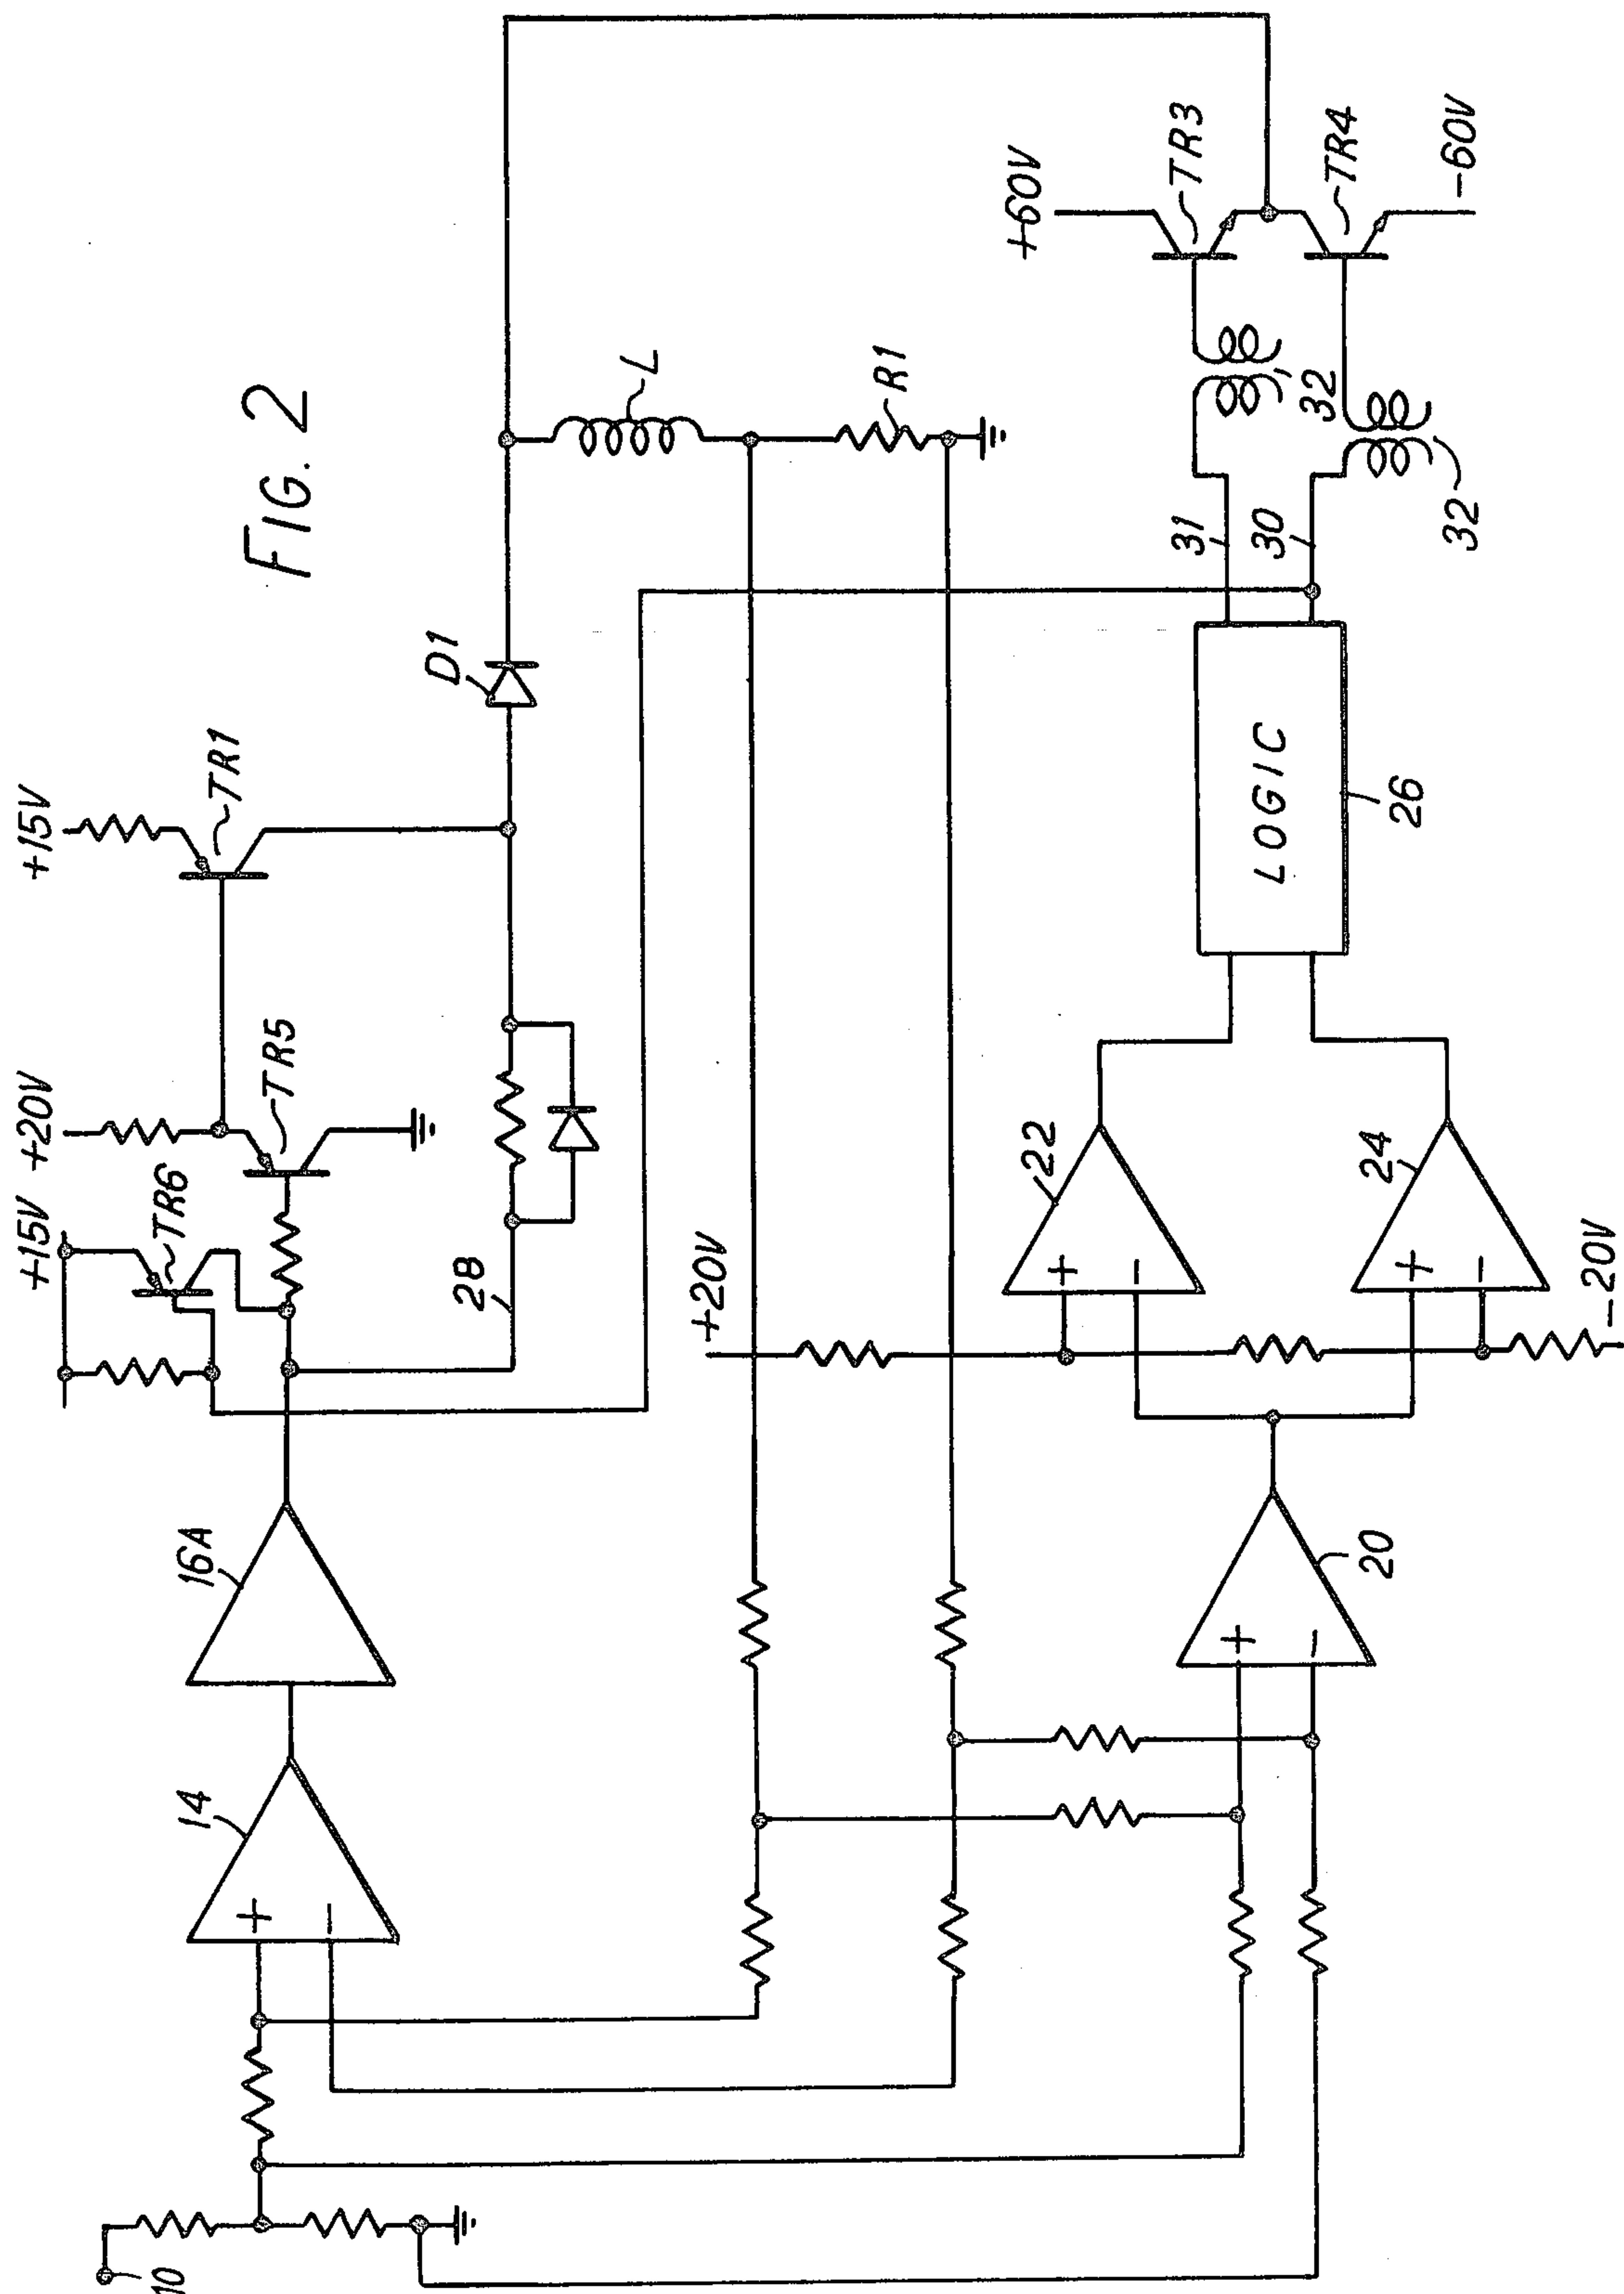 FIG. 2
+60V
TR3
TR4
-60V
L
R1
32
32
31
30
D1
+15V
TR1
LOGIC
26
+20V
TR5
+15V
TR6
28
22
24
+20V
+
-
+
-
-20V
16A
20
+
-
14
+
-
10